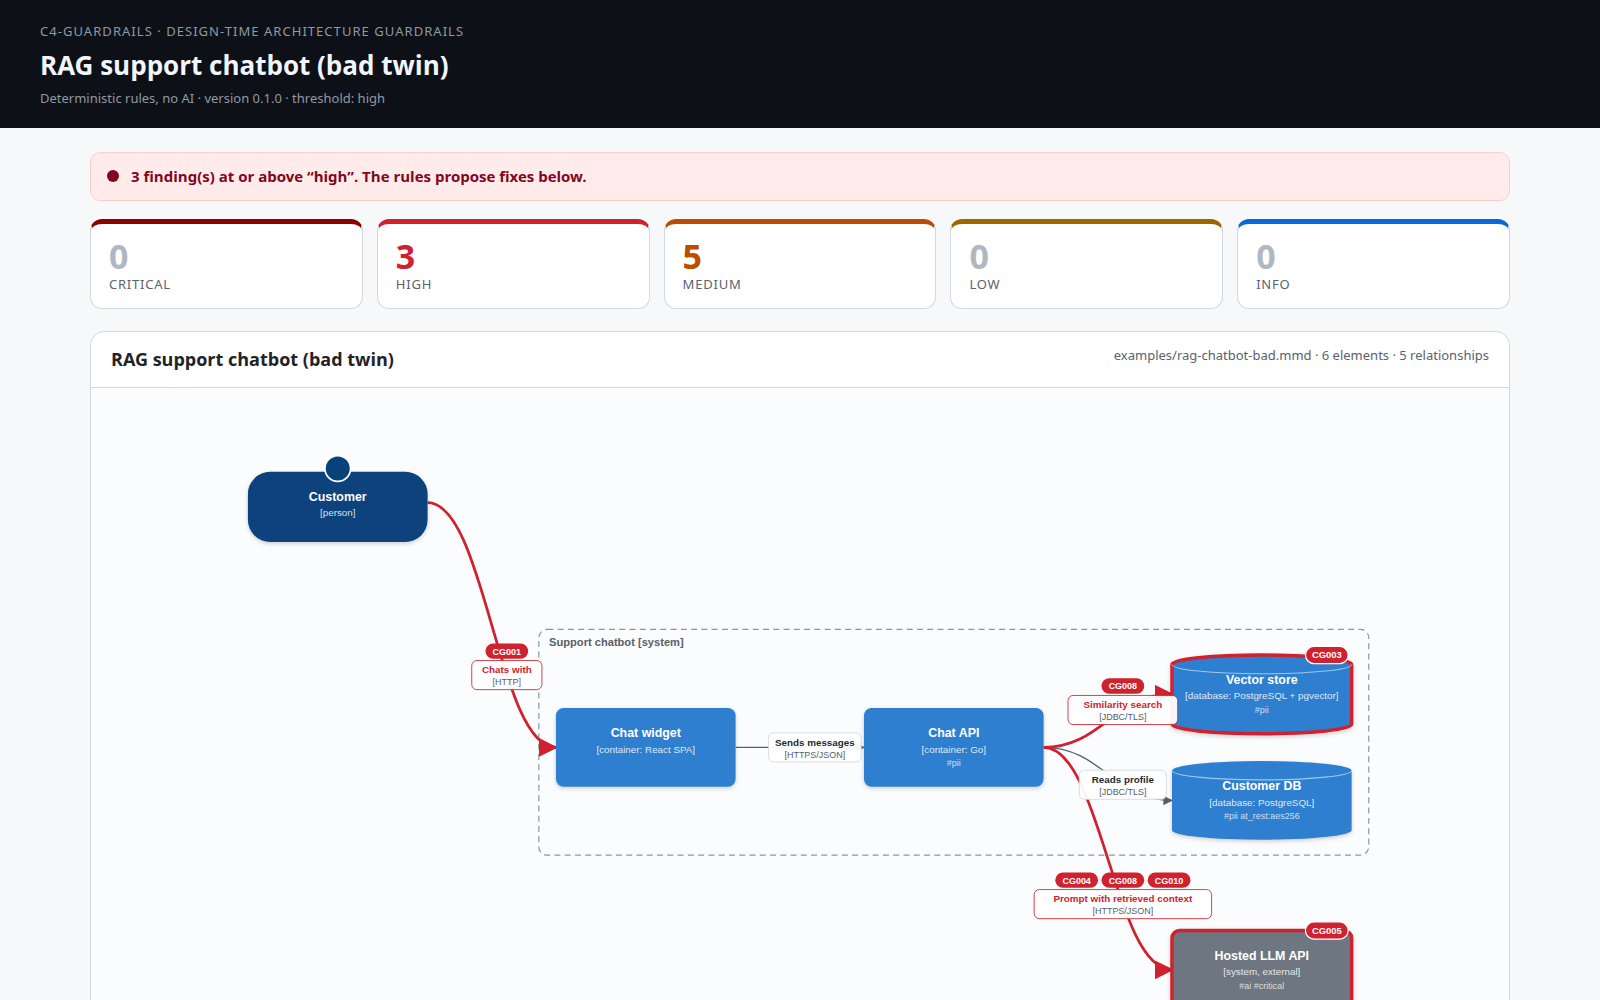 C4-GUARDRAILS · DESIGN-TIME ARCHITECTURE GUARDRAILS
RAG support chatbot (bad twin)
Deterministic rules, no AI · version 0.1.0 · threshold: high
3 finding(s) at or above “high”. The rules propose fixes below.
0
CRITICAL
3
HIGH
5
MEDIUM
0
LOW
0
INFO
RAG support chatbot (bad twin)
examples/rag-chatbot-bad.mmd · 6 elements · 5 relationships
Customer
[person]
CG001
Chats with
[HTTP]
Support chatbot [system]
Chat widget
[container: React SPA]
Sends messages
[HTTPS/JSON]
Chat API
[container: Go]
#pii
CG008
Similarity search
[JDBC/TLS]
CG003
Vector store
[database: PostgreSQL + pgvector]
#pii
Reads profile
[JDBC/TLS]
Customer DB
[database: PostgreSQL]
#pii at_rest:aes256
CG004 CG008 CG010
Prompt with retrieved context
[HTTPS/JSON]
CG005
Hosted LLM API
[system, external]
#ai #critical